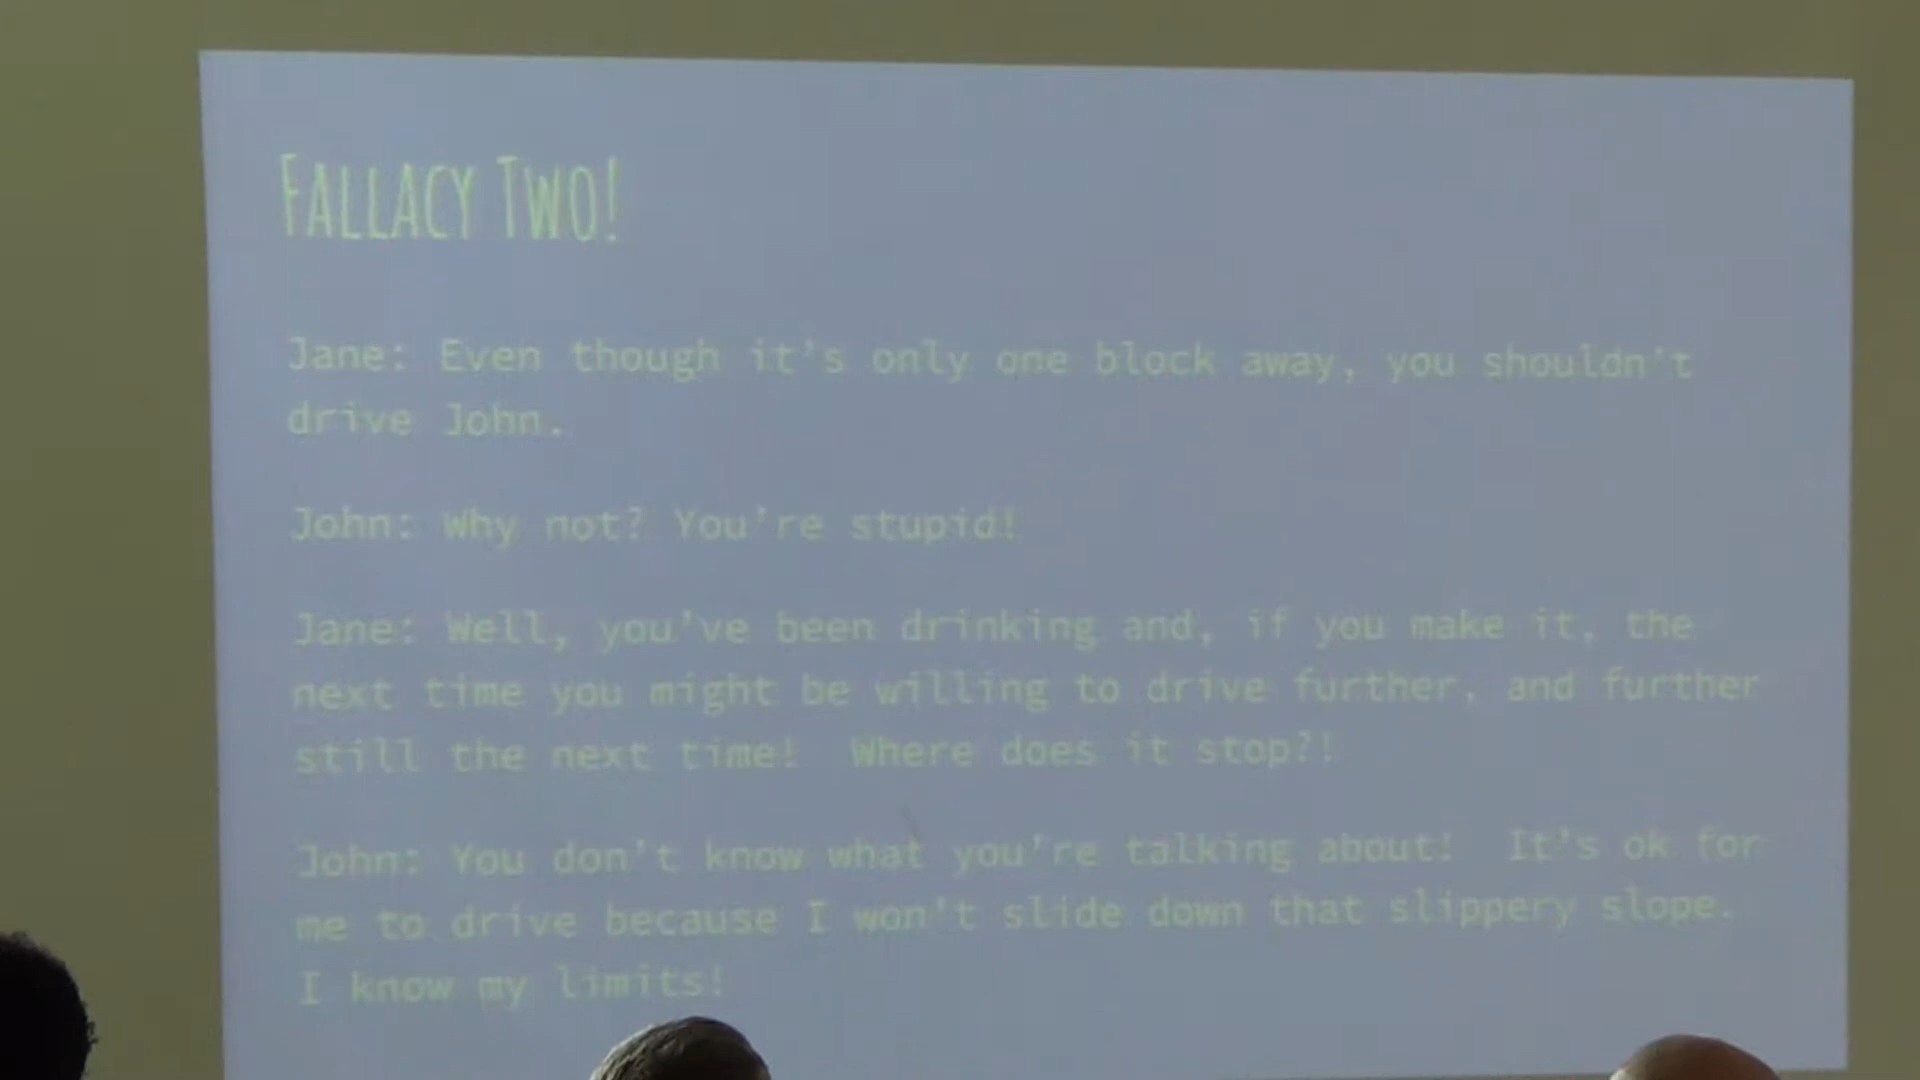 FALLACY TWO!
Jane: Even though it's only one block away, you shouldn't
drive John.
John: Why not? You're stupid!
Jane: Well, you've been drinking and, if you make it, the
next time you might be willing to drive further, and further
still the next time!  Where does it stop?!
John: You don't know what you're talking about!  It's ok for
me to drive because I won't slide down that slippery slope.
I know my limits!